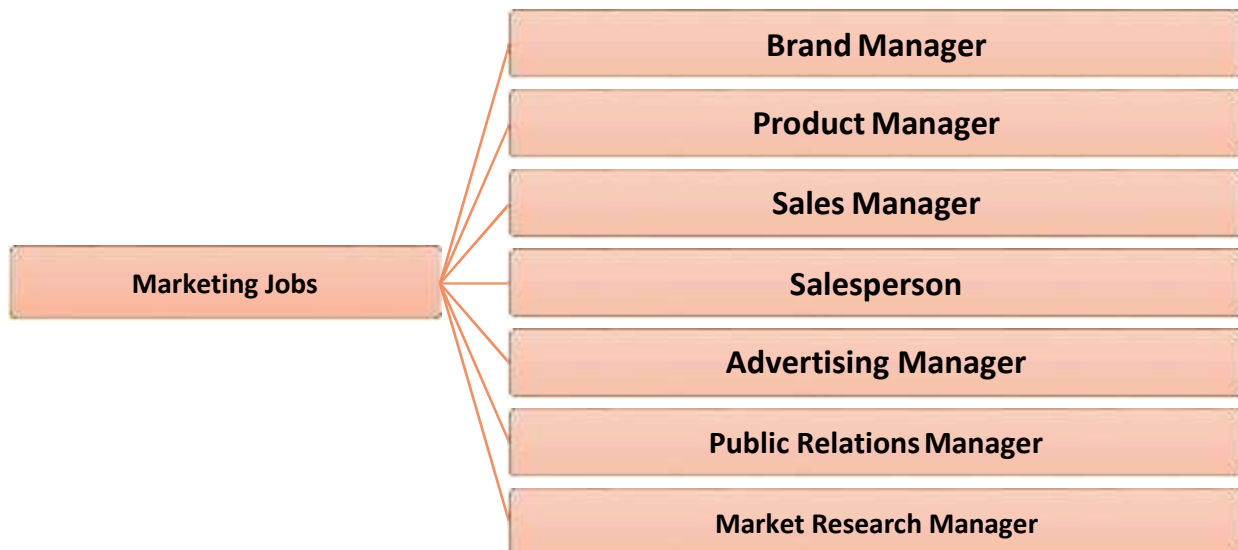 Brand Manager
Product Manager
Sales Manager
Marketing Jobs
Salesperson
Advertising Manager
Public Relations Manager
Market Research Manager